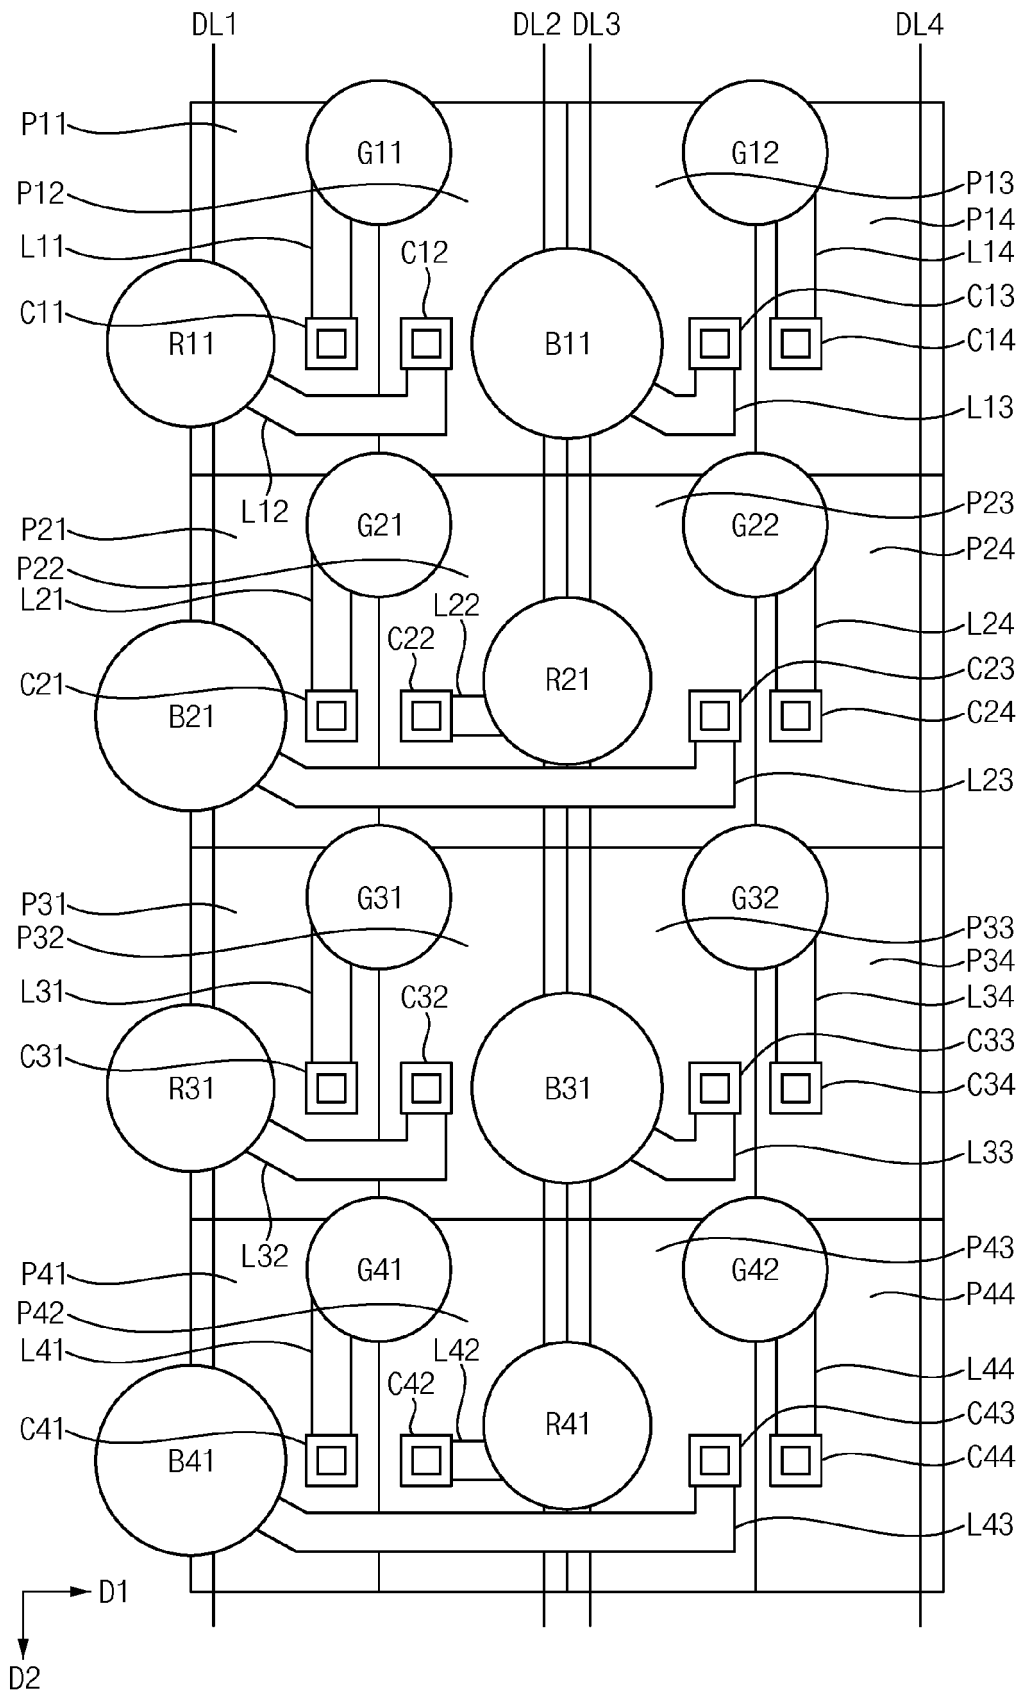 DL1 DL2 DL3 DL4
P11 G11 G12
P12 P13
P14
L11 C12 L14
C11 R11 B11 C13
C14
L13
L12
P21 G21 G22 P23
P22 P24
L21 L22 L24
C21 B21 C22 R21 C23
C24
L23
P31 G31 G32
P32 P33
P34
L31 C32 L34
C31 R31 B31 C33
C34
L33
L32
P41 G41 G42 P43
P42 P44
L41 L42 L44
C41 B41 C42 R41 C43
C44
L43
D1
D2